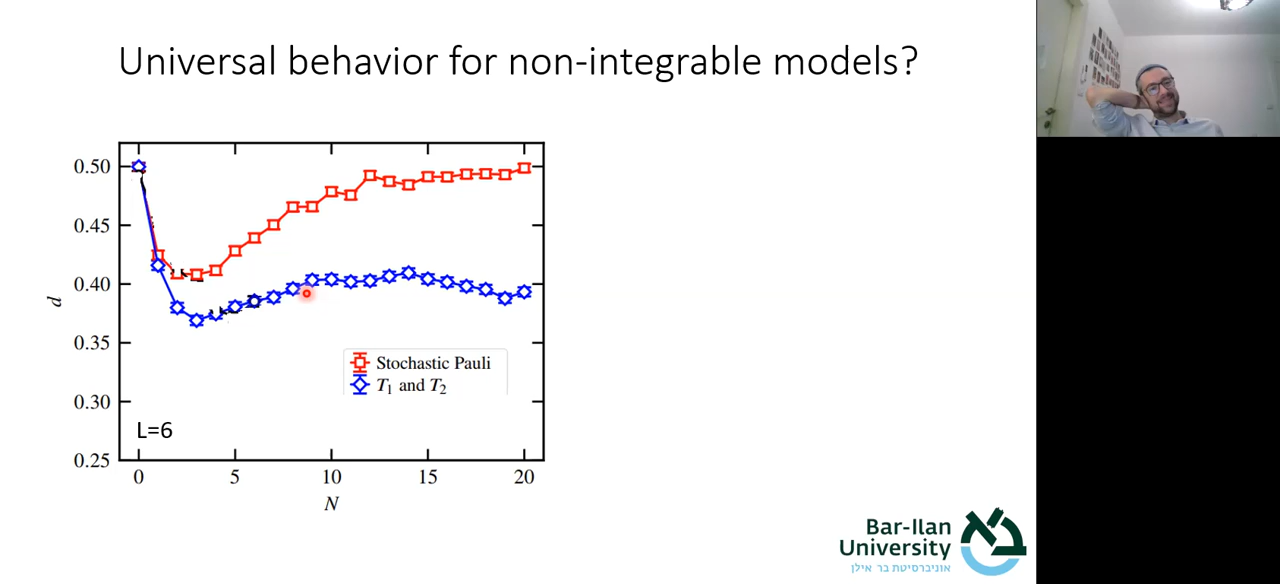 Universal behavior for non-integrable models?
0.50
0.45
0.40
0.35
0.30
0.25
d
Stochastic Pauli
T₁ and T₂
L=6
0 5 10 15 20
N
Bar-Ilan
University
אוניברסיטת בר אילן